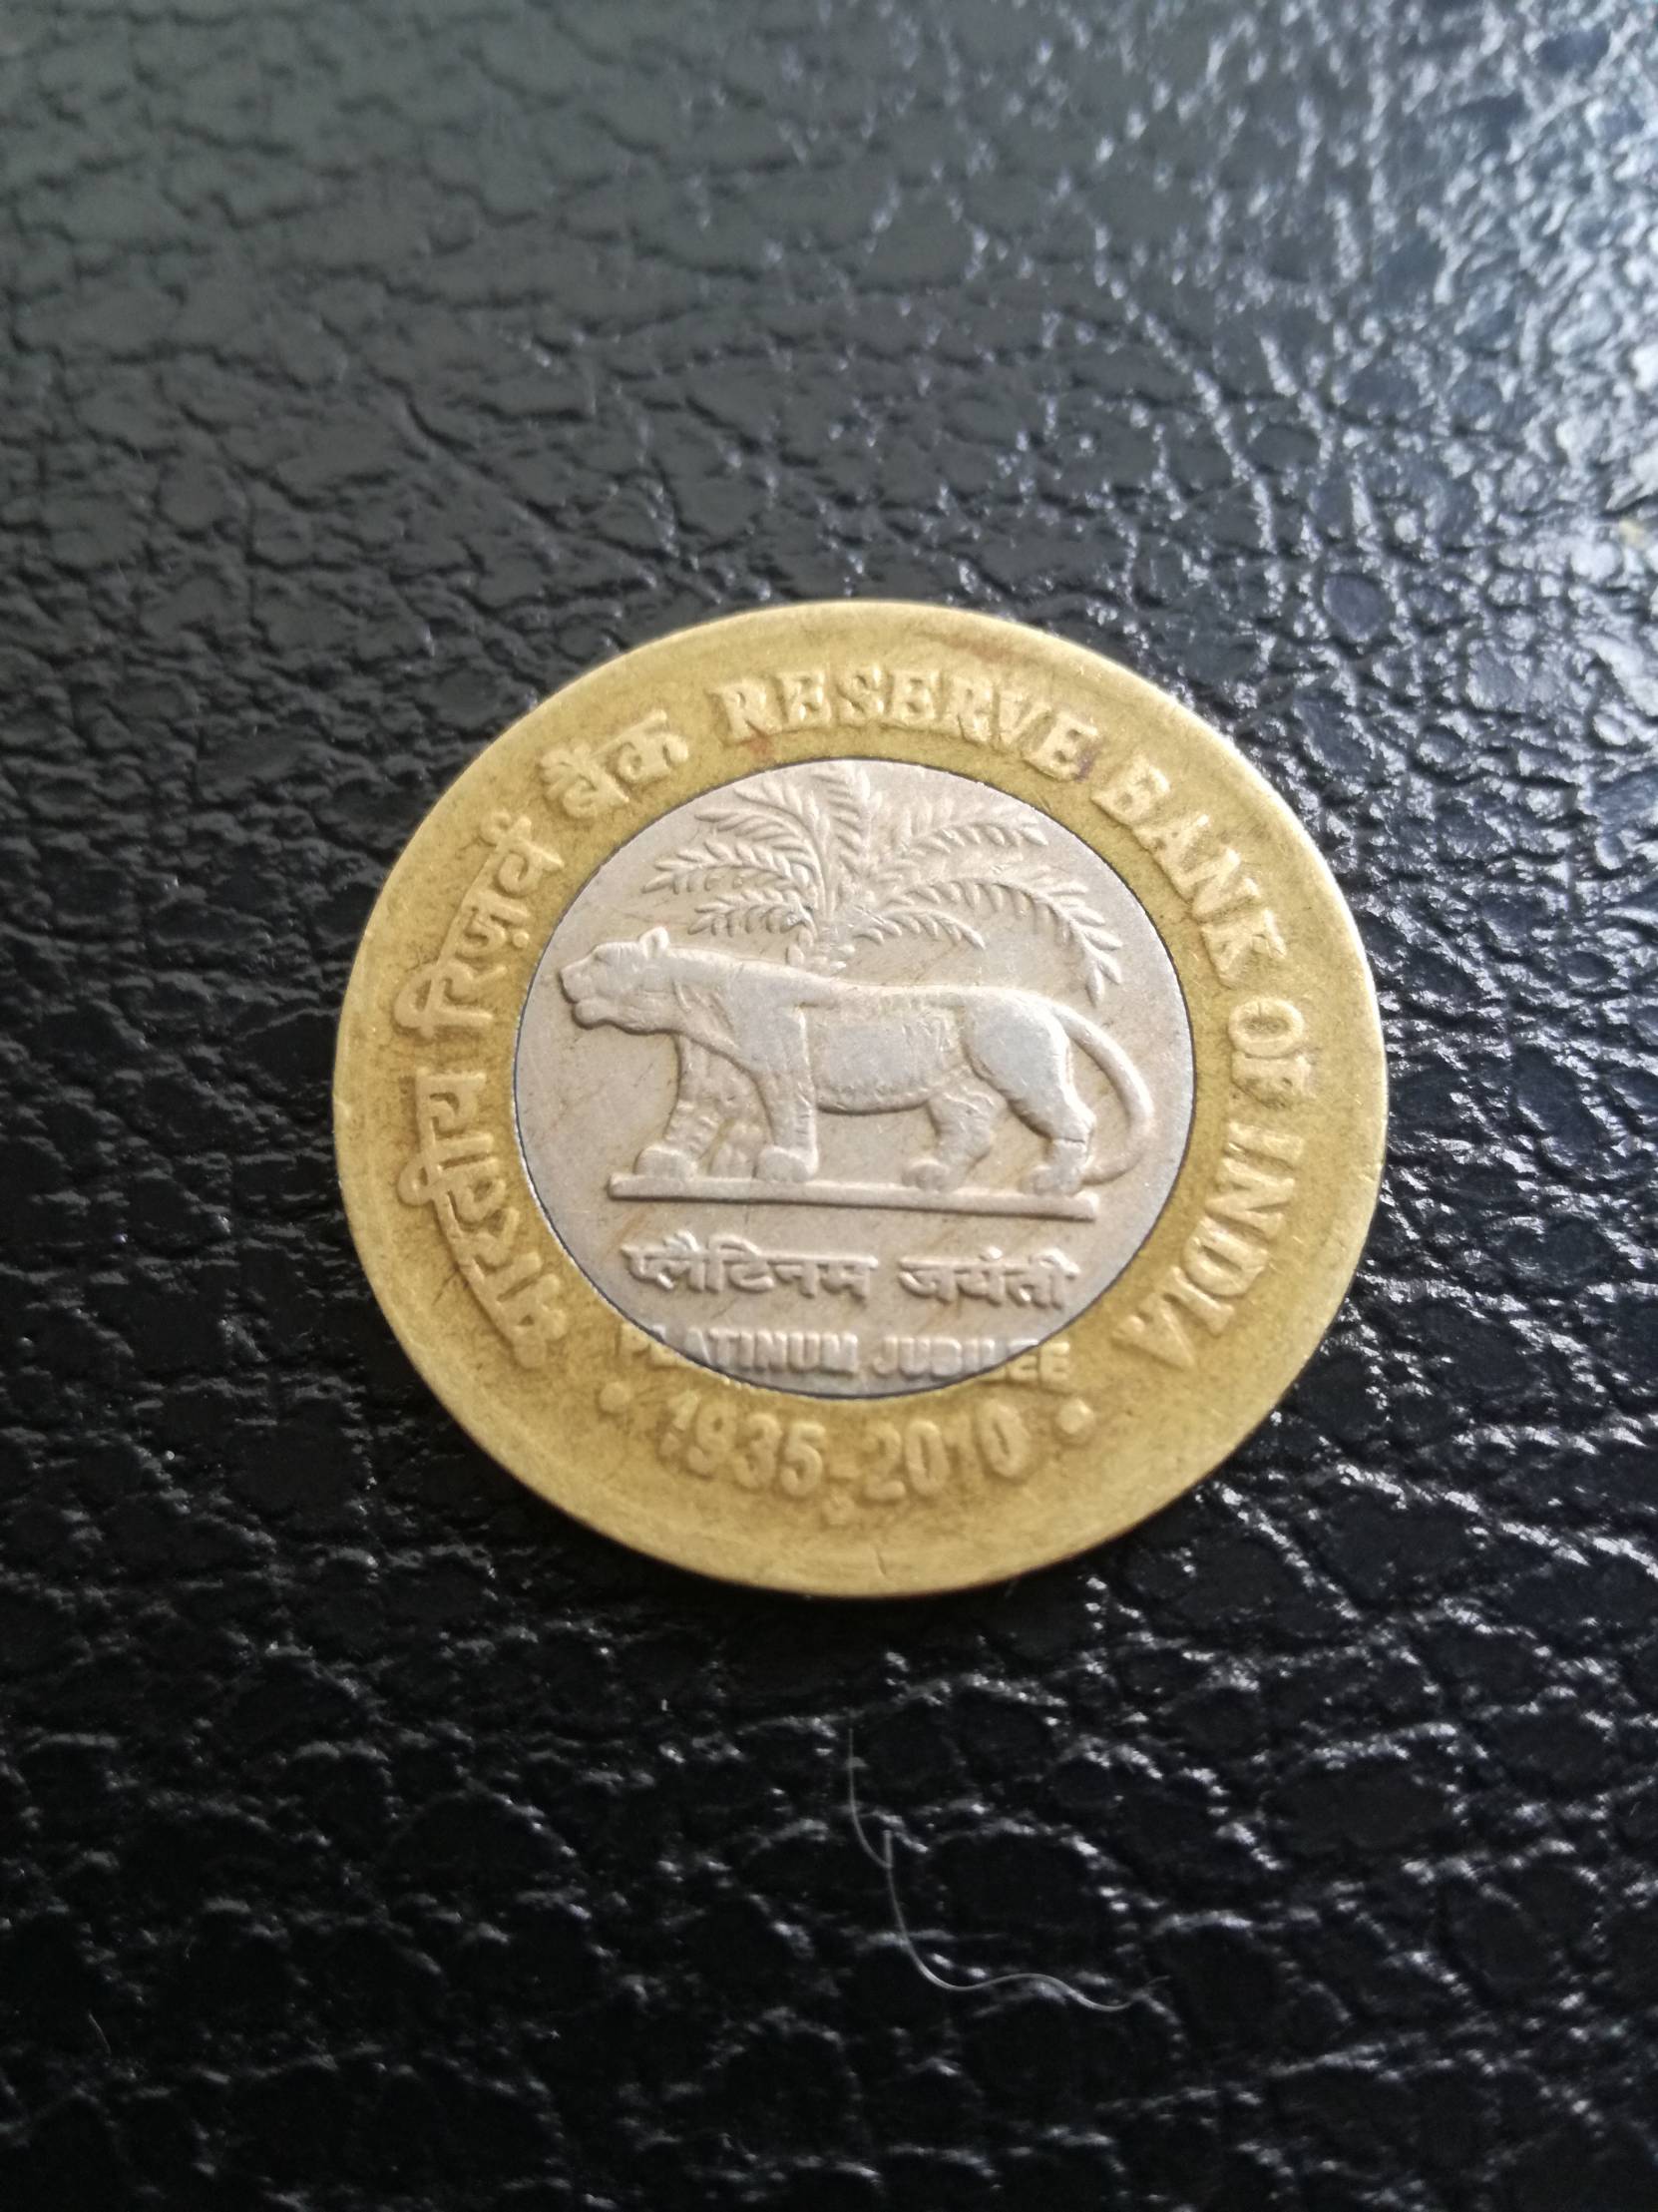 भारतीय रिज़र्व बैंक RESERVE BANK OF INDIA
प्लैटिनम जयंती
PLATINUM JUBILEE
• 1935-2010 •